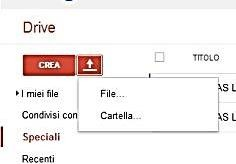 Drive
CREA
TITOLO
I miei file
File...
Condivisi con
Cartella...
Speciali
Recenti